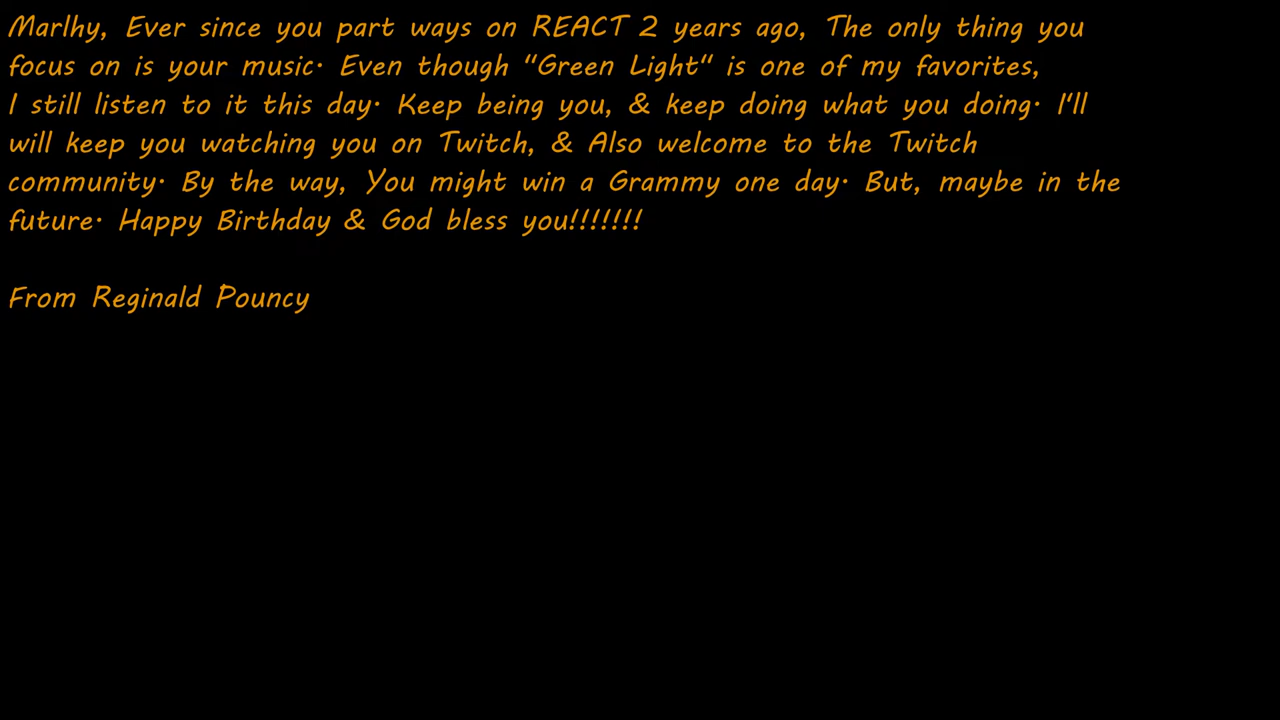 Marlhy, Ever since you part ways on REACT 2 years ago, The only thing you
focus on is your music. Even though "Green Light" is one of my favorites,
I still listen to it this day. Keep being you, & keep doing what you doing. I'll
will keep you watching you on Twitch, & Also welcome to the Twitch
community. By the way, You might win a Grammy one day. But, maybe in the
future. Happy Birthday & God bless you!!!!!!!
From Reginald Pouncy